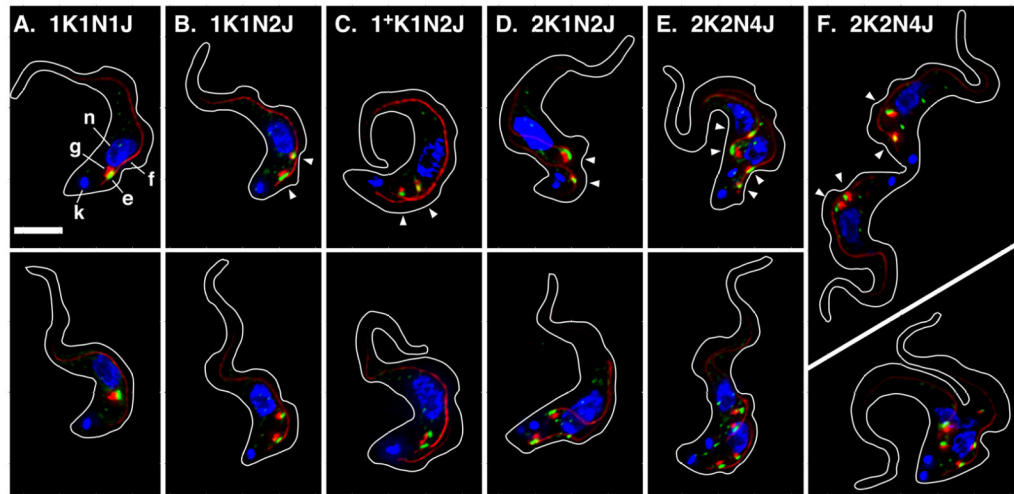 A. 1K1N1J
B. 1K1N2J
C. 1⁺K1N2J
D. 2K1N2J
E. 2K2N4J
F. 2K2N4J
n
g
f
e
k